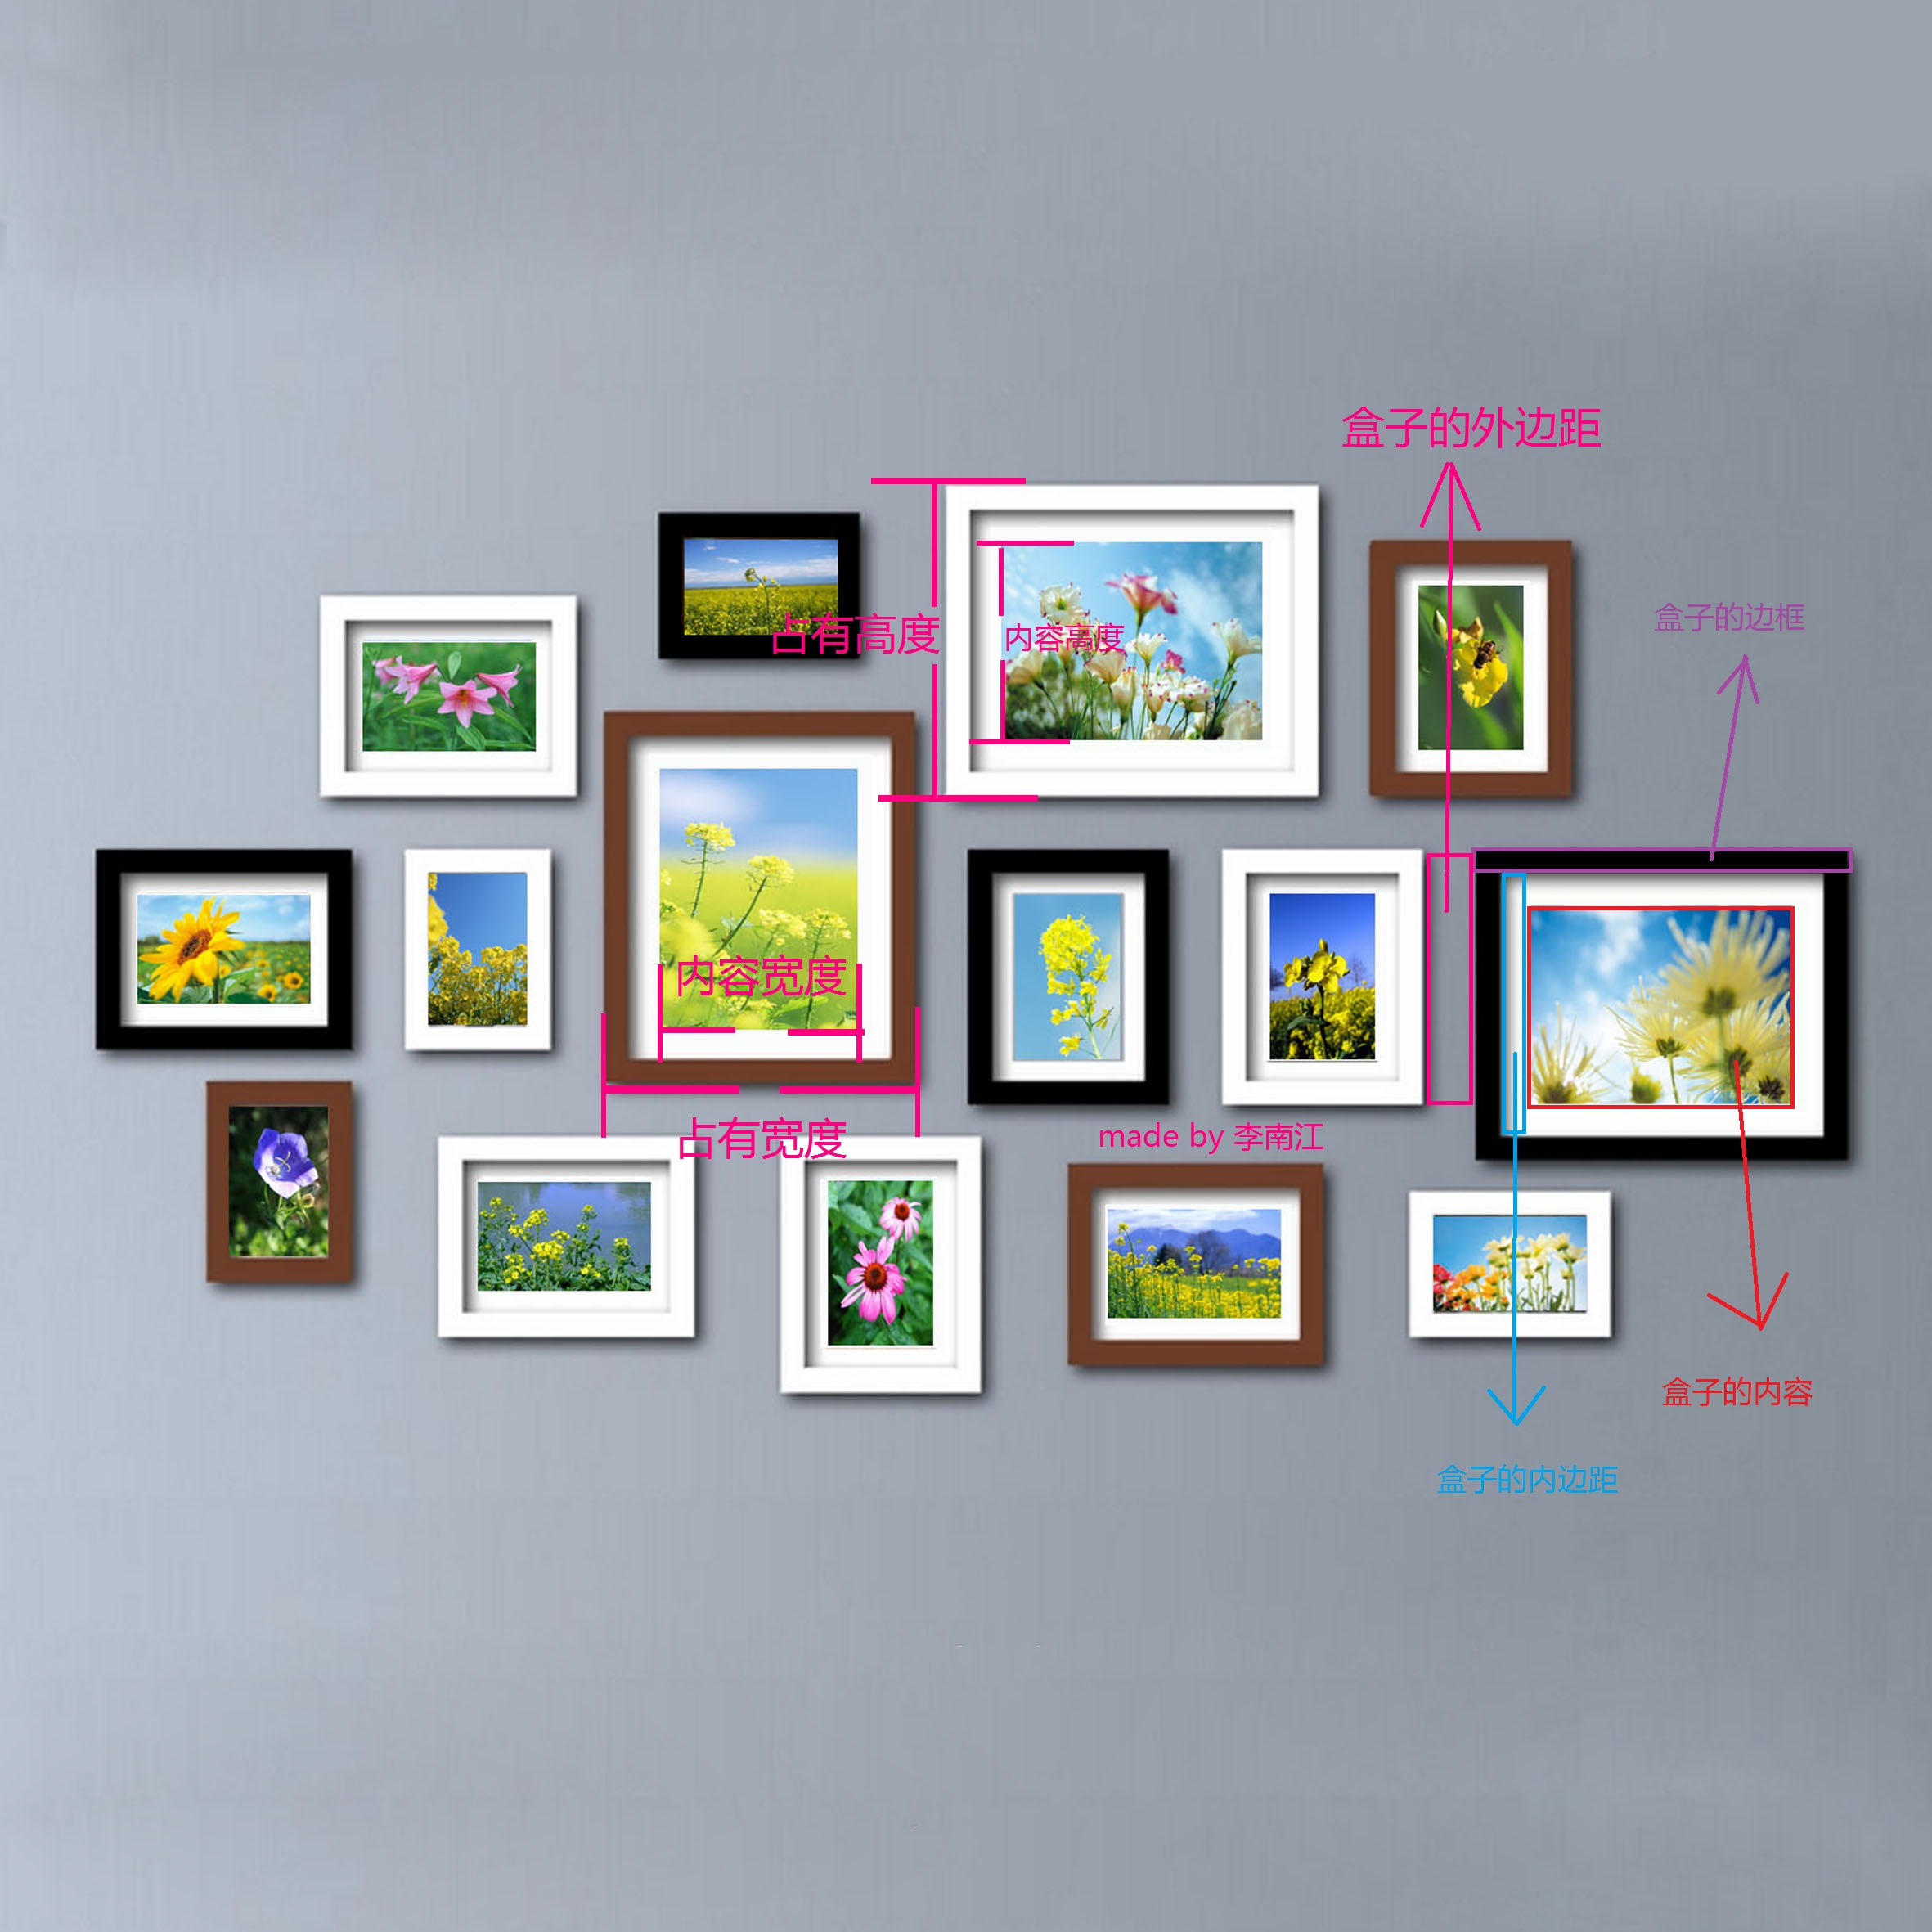 盒子的外边距
盒子的边框
占有高度
内容高度
内容宽度
占有宽度
made by 李南江
盒子的内容
盒子的内边距